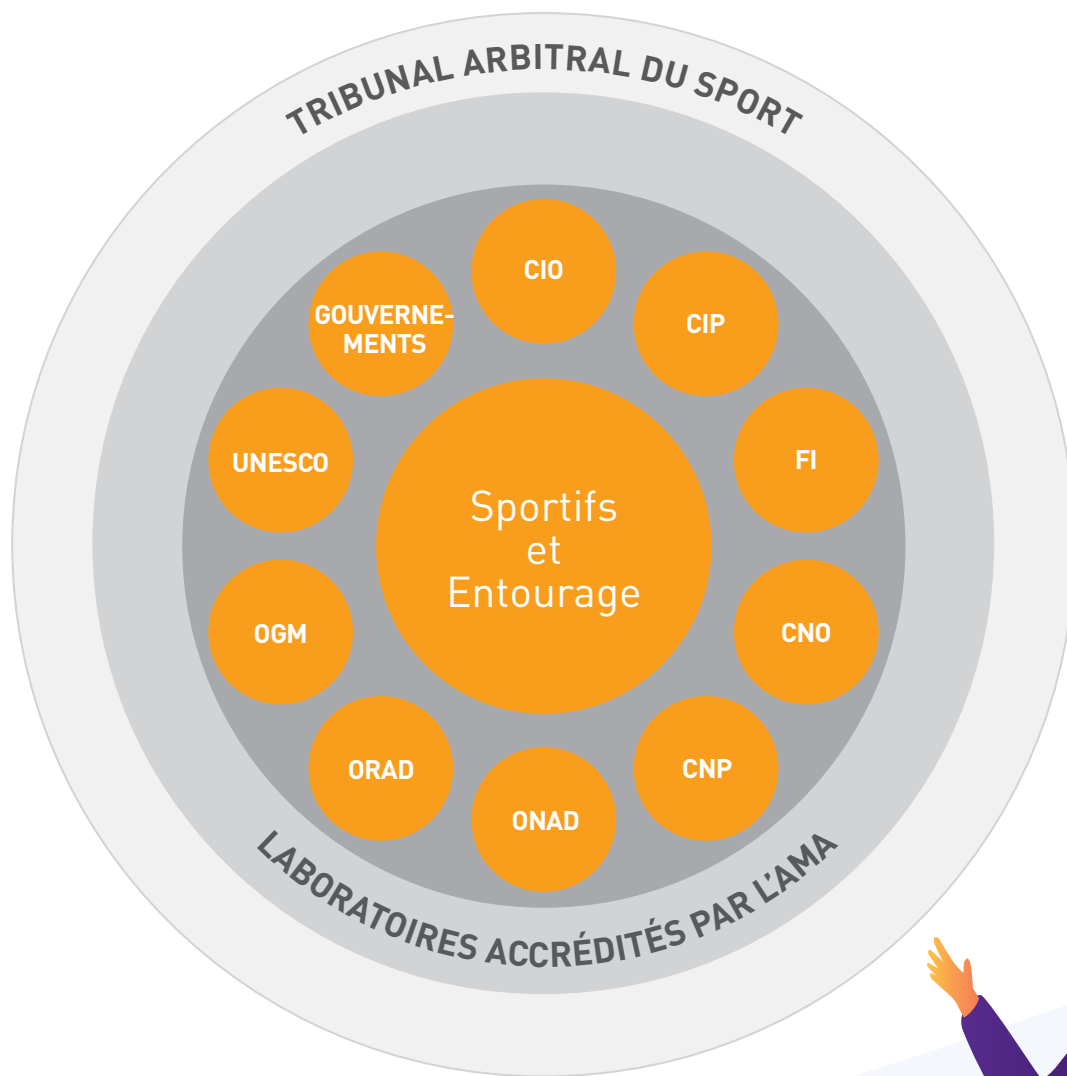 TRIBUNAL ARBITRAL DU SPORT
CIO
GOUVERNE-
MENTS
CIP
UNESCO
FI
Sportifs
et
Entourage
OGM
CNO
ORAD
CNP
ONAD
LABORATOIRES ACCRÉDITÉS PAR L'AMA